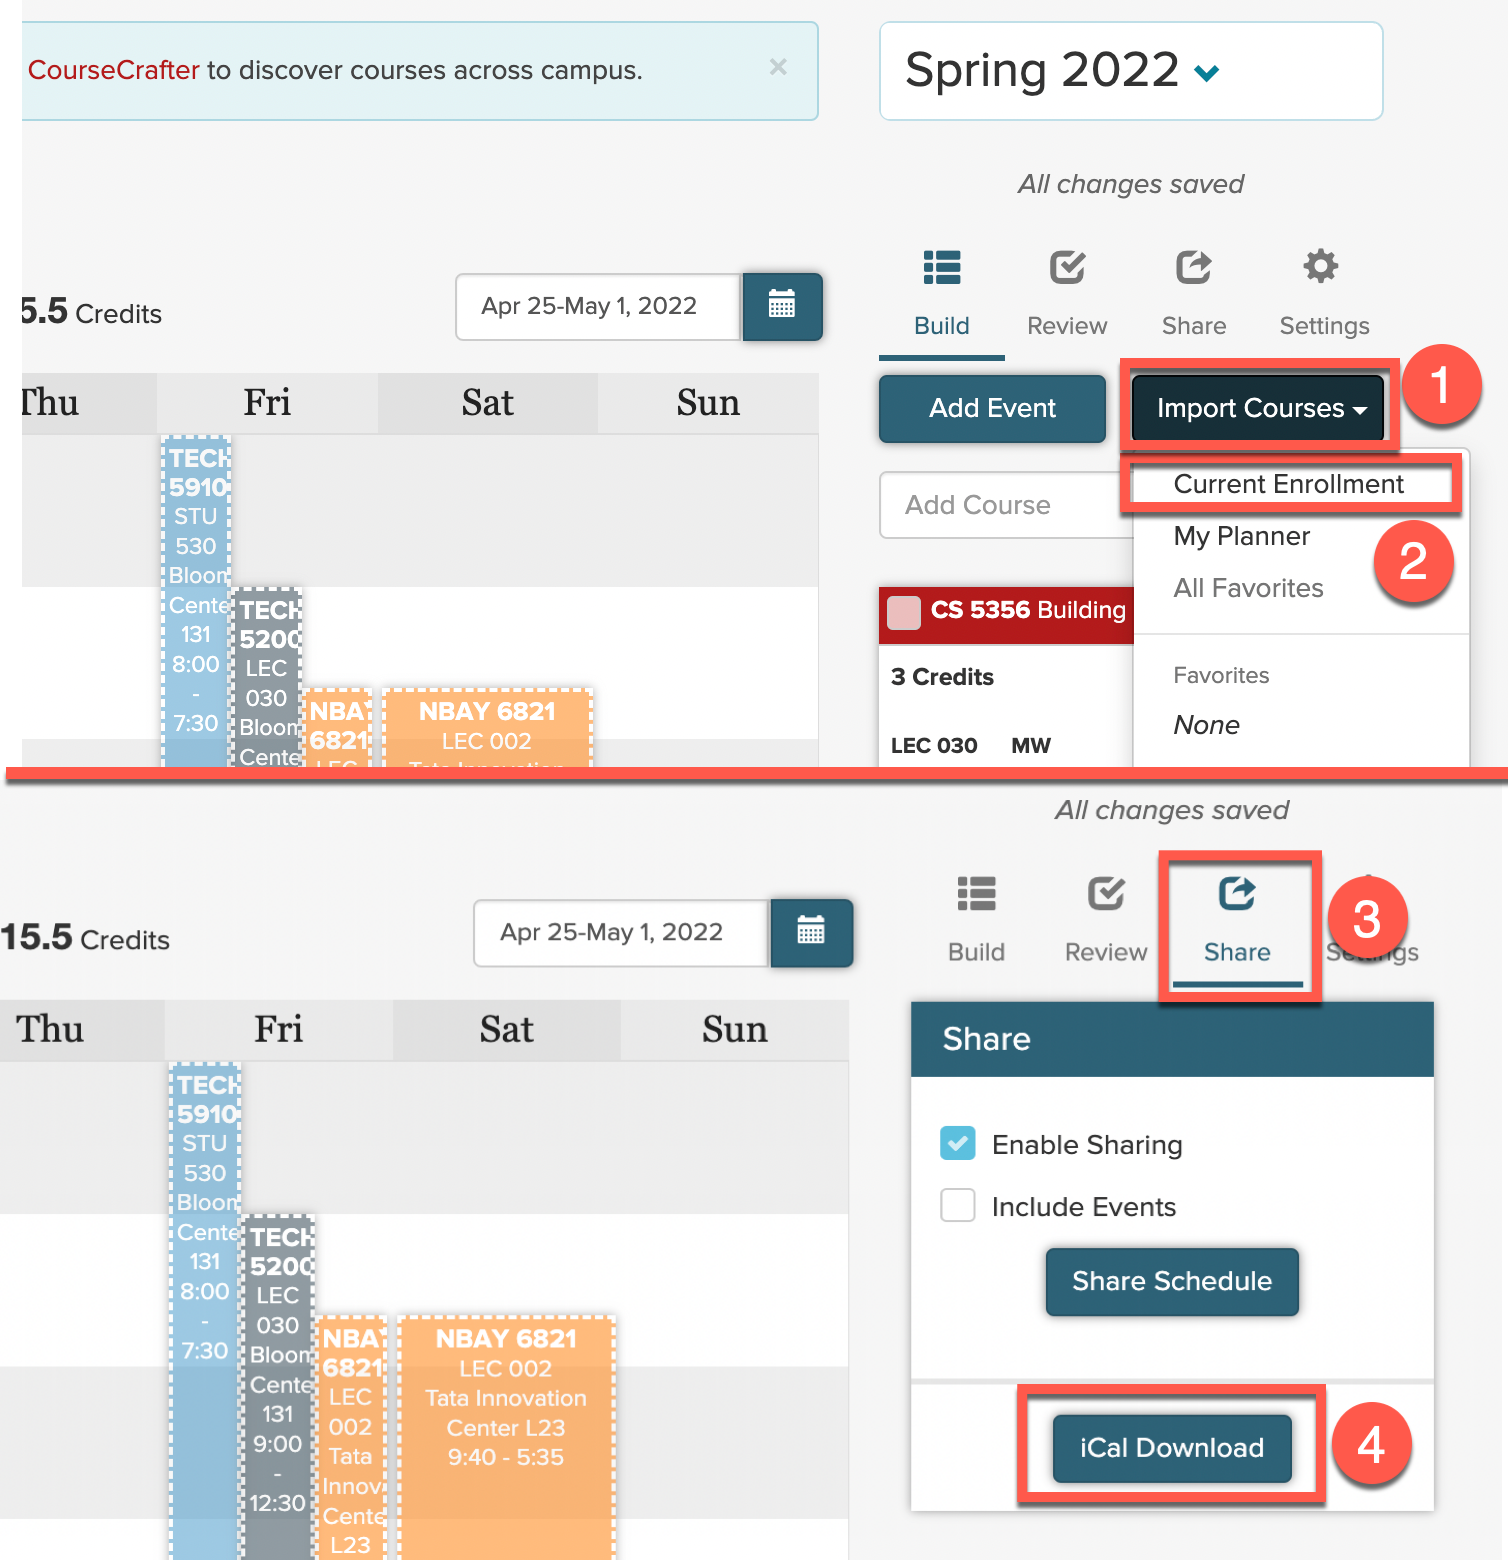 CourseCrafter to discover courses across campus. ×
Spring 2022
All changes saved
Build Review Share Settings
5.5 Credits
Apr 25-May 1, 2022
Thu Fri Sat Sun
Add Event
Import Courses
1
Current Enrollment
My Planner
2
All Favorites
Favorites
None
Add Course
CS 5356 Building
3 Credits
LEC 030 MW
TECH
5910
STU
530
Bloom
Cente
131
8:00
-
7:30
TECH
5200
LEC
030
Bloom
Cente
NBAY
6821
LEC
NBAY 6821
LEC 002
Tata Innovation
All changes saved
Build Review Share
3
15.5 Credits
Apr 25-May 1, 2022
Thu Fri Sat Sun
TECH
5910
STU
530
Bloom
Cente
131
8:00
-
7:30
TECH
5200
LEC
030
Bloom
Cente
131
9:00
-
12:30
NBAY
6821
LEC
002
Tata
Innov
Cente
L23
NBAY 6821
LEC 002
Tata Innovation
Center L23
9:40 - 5:35
Share
Enable Sharing
Include Events
Share Schedule
iCal Download
4